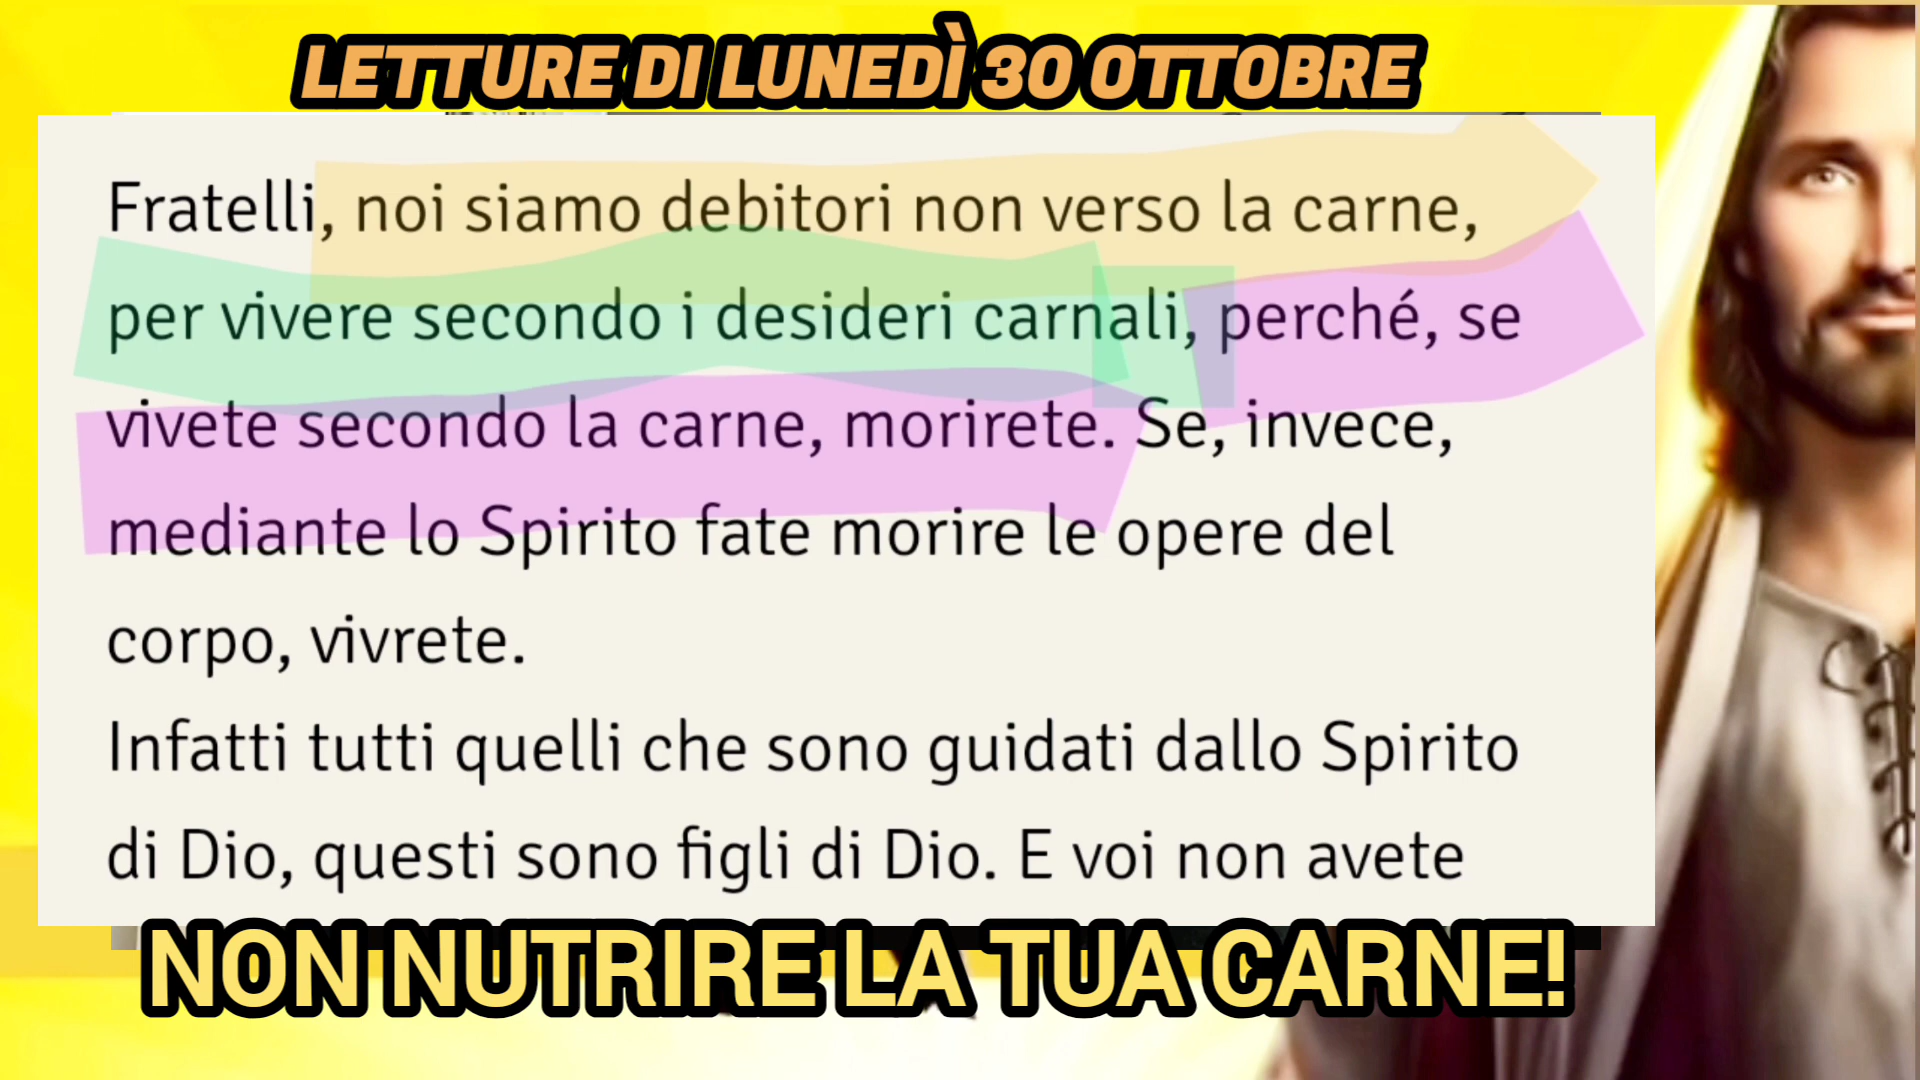 LETTURE DI LUNEDÌ 30 OTTOBRE
Fratelli, noi siamo debitori non verso la carne,
per vivere secondo i desideri carnali, perché, se
vivete secondo la carne, morirete. Se, invece,
mediante lo Spirito fate morire le opere del
corpo, vivrete.
Infatti tutti quelli che sono guidati dallo Spirito
di Dio, questi sono figli di Dio. E voi non avete
NON NUTRIRE LA TUA CARNE!